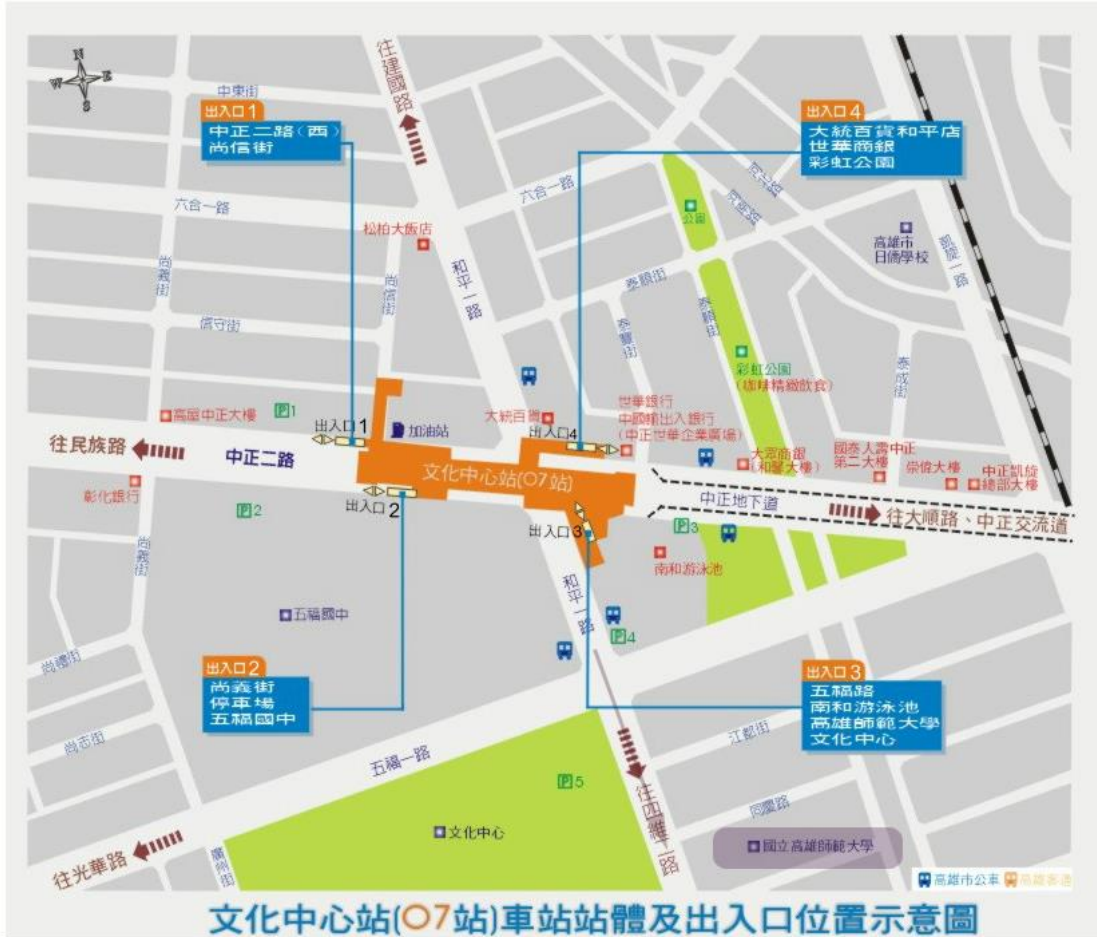 N
W E
S
往建國路
中東街
出入口1
中正二路(西)
尚信街
出入口4
大統百貨和平店
世華商銀
彩虹公園
六合一路
六合一路
公園
松柏大飯店
高雄市
日僑學校
凱旋一路
尚義街
尚信街
和平一路
泰順街
泰順街
信守街
彩虹公園
(咖啡精緻飲食)
泰成街
高屋中正大樓
P1
出入口1
加油站
大統百貨
出入口4
世華銀行
中國輸出入銀行
(中正世華企業廣場)
往民族路
中正二路
文化中心站(O7站)
大眾商銀
國泰人壽中正
第二大樓
崇偉大樓
中正凱旋
總部大樓
彰化銀行
P2
出入口2
中正地下道
往大順路、中正交流道
出入口3
P3
南和游泳池
尚義街
五福國中
和平一路
P4
尚禮街
出入口2
尚義街
停車場
五福國中
出入口3
五福路
南和游泳池
高雄師範大學
文化中心
尚志街
五福一路
江都街
P5
往四維二路
同慶路
文化中心
國立高雄師範大學
往光華路
廣州街
高雄市公車 高雄客運
文化中心站(O7站)車站站體及出入口位置示意圖